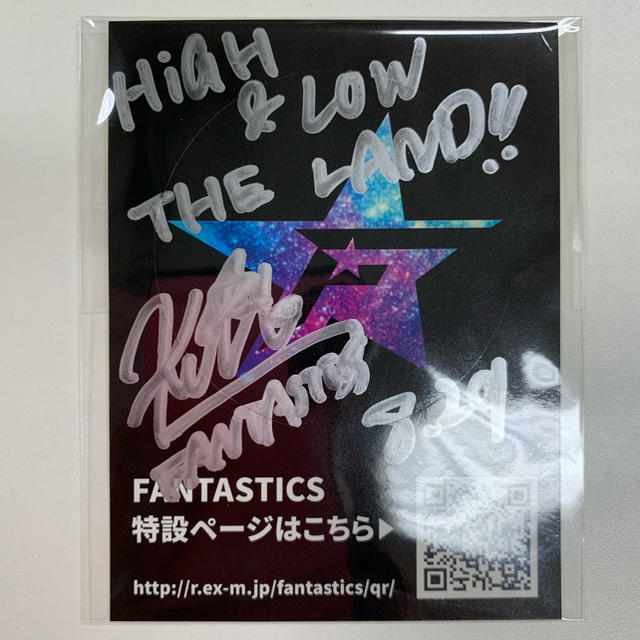 HiGH
& LOW
THE LAND!!
FANTASTICS
8.29
FANTASTICS
特設ページはこちら▶
http://r.ex-m.jp/fantastics/qr/